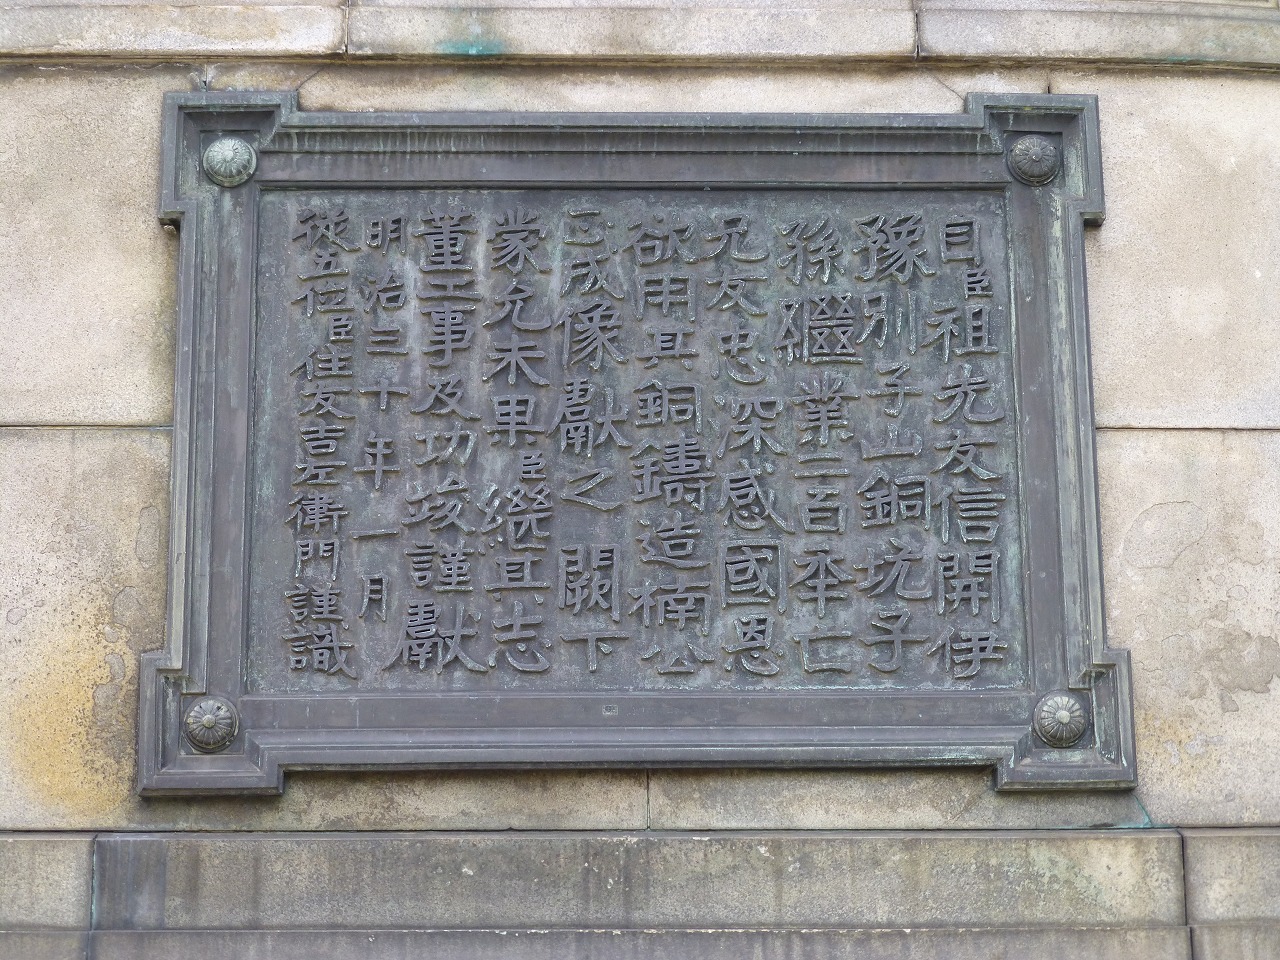 自臣祖先友信開伊
豫別子山銅坑子
孫繼業二百年亡
兄友忠深感國恩
欲用其銅鑄造楠公
正成像獻之闕下
蒙允未果臣繼其志
董工事及功竣謹獻
明治三十年一月
從五位臣住友吉左衛門謹識